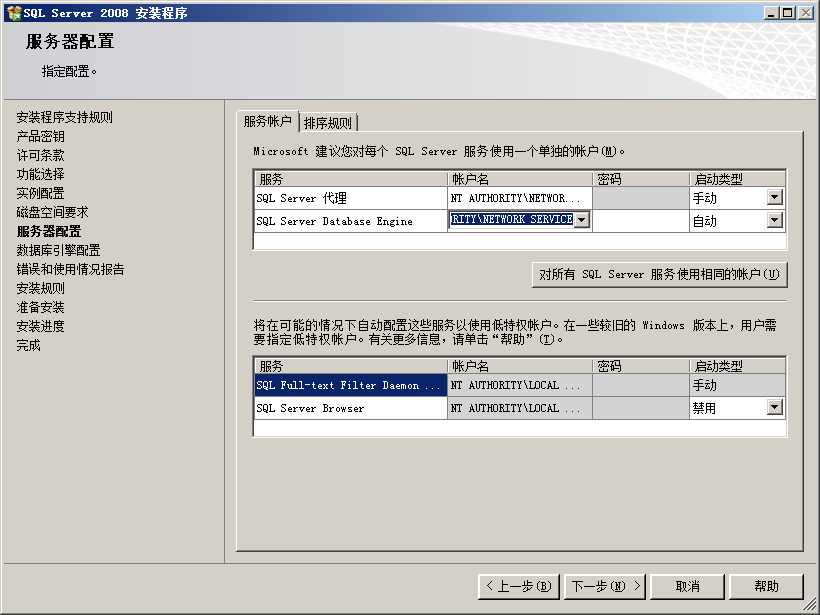 SQL Server 2008 安装程序
服务器配置
指定配置。
安装程序支持规则
产品密钥
许可条款
功能选择
实例配置
磁盘空间要求
服务器配置
数据库引擎配置
错误和使用情况报告
安装规则
准备安装
安装进度
完成
服务帐户 排序规则
Microsoft 建议您对每个 SQL Server 服务使用一个单独的帐户(M)。
服务 帐户名 密码 启动类型
SQL Server 代理 NT AUTHORITY\NETWOR... 手动
SQL Server Database Engine RITY\NETWORK SERVICE 自动
对所有 SQL Server 服务使用相同的帐户(U)
将在可能的情况下自动配置这些服务以使用低特权帐户。在一些较旧的 Windows 版本上，用户需
要指定低特权帐户。有关更多信息，请单击“帮助”(T)。
服务 帐户名 密码 启动类型
SQL Full-text Filter Daemon ... NT AUTHORITY\LOCAL ... 手动
SQL Server Browser NT AUTHORITY\LOCAL ... 禁用
< 上一步(B) 下一步(N) > 取消 帮助